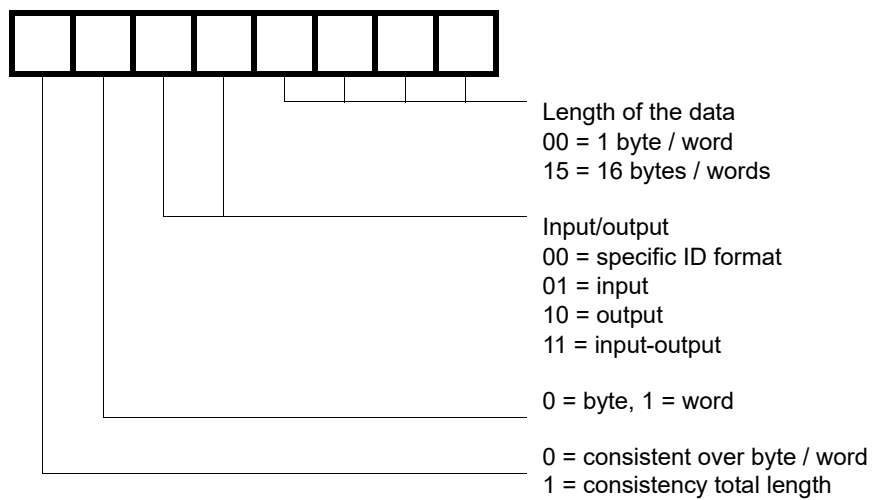 Length of the data
00 = 1 byte / word
15 = 16 bytes / words
Input/output
00 = specific ID format
01 = input
10 = output
11 = input-output
0 = byte, 1 = word
0 = consistent over byte / word
1 = consistency total length